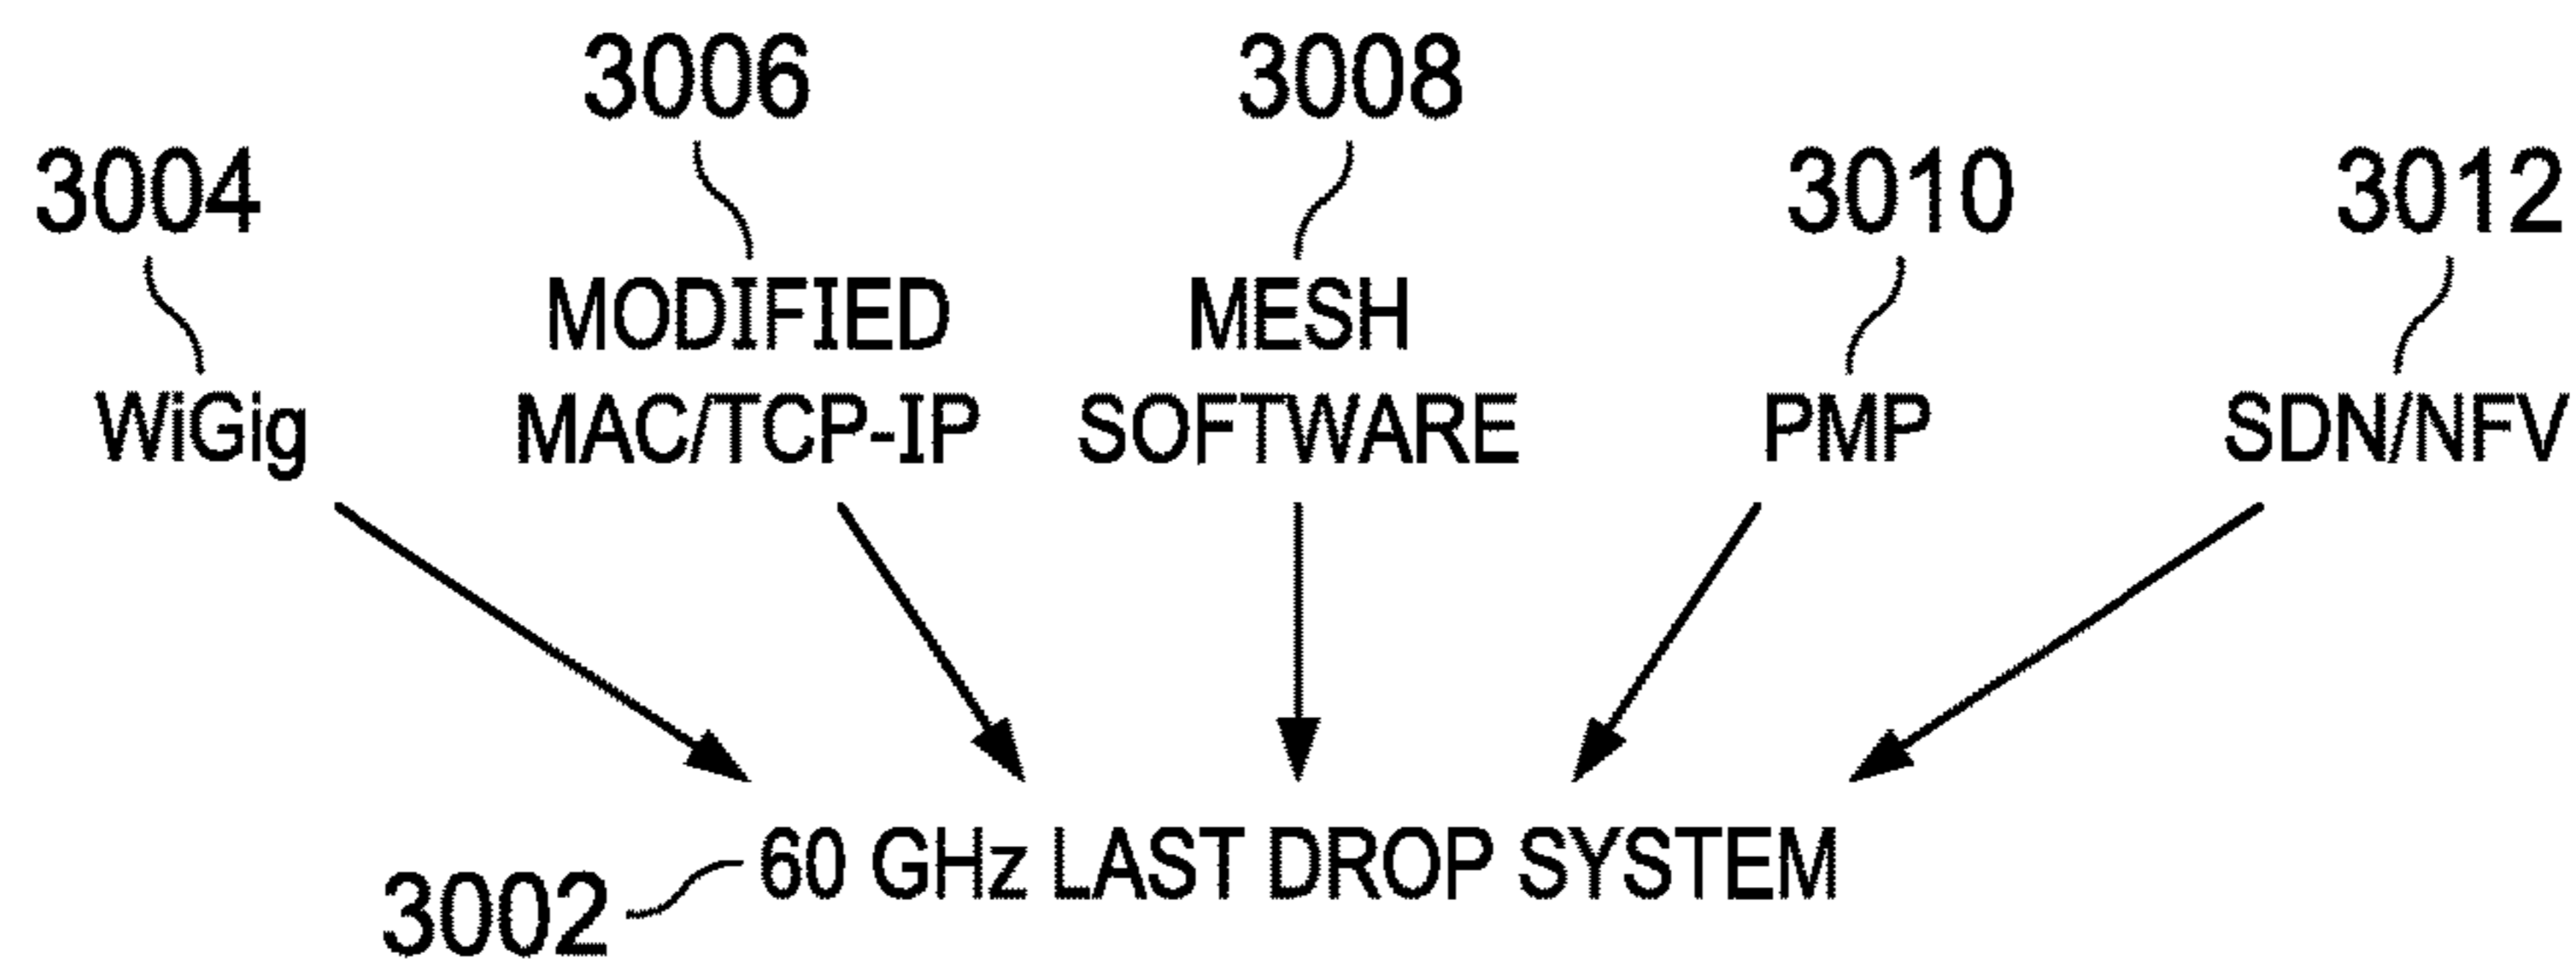 3006
3008
3004
3010
3012
MODIFIED
MAC/TCP-IP
MESH
SOFTWARE
WiGig
PMP
SDN/NFV
60 GHz LAST DROP SYSTEM
3002